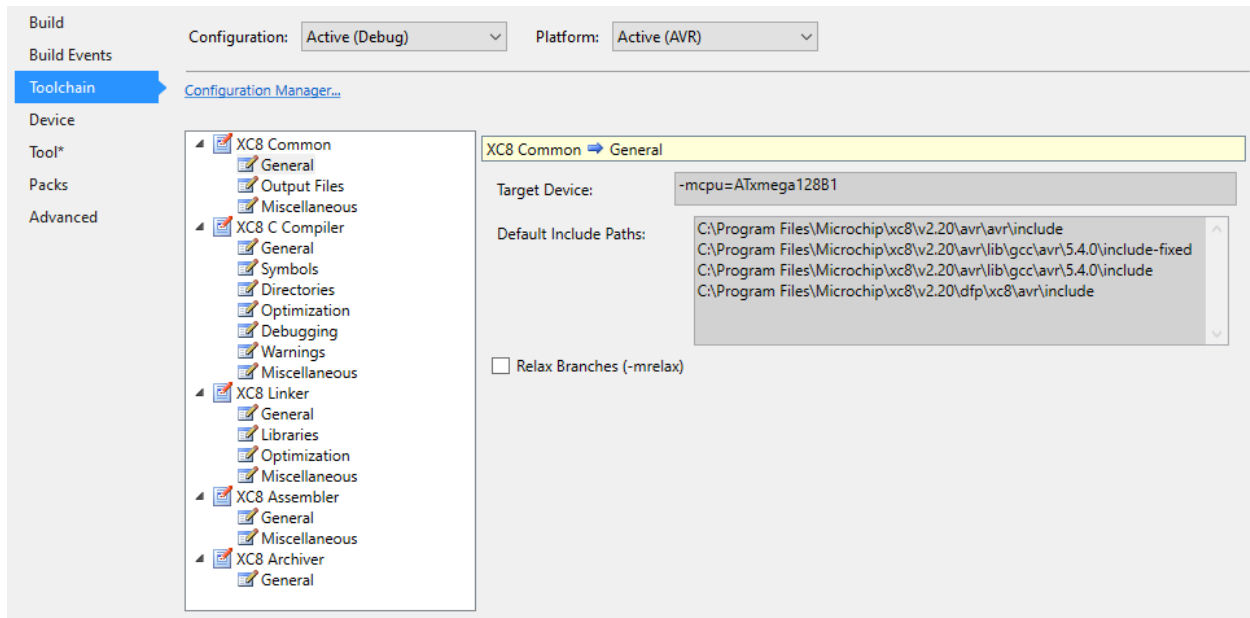 Build
Build Events
Toolchain
Device
Tool*
Packs
Advanced
Configuration: Active (Debug) Platform: Active (AVR)
Configuration Manager...
XC8 Common
General
Output Files
Miscellaneous
XC8 C Compiler
General
Symbols
Directories
Optimization
Debugging
Warnings
Miscellaneous
XC8 Linker
General
Libraries
Optimization
Miscellaneous
XC8 Assembler
General
Miscellaneous
XC8 Archiver
General
XC8 Common General
Target Device: -mcpu=ATxmega128B1
Default Include Paths: C:\Program Files\Microchip\xc8\v2.20\avr\avr\include
C:\Program Files\Microchip\xc8\v2.20\avr\lib\gcc\avr\5.4.0\include-fixed
C:\Program Files\Microchip\xc8\v2.20\avr\lib\gcc\avr\5.4.0\include
C:\Program Files\Microchip\xc8\v2.20\dfp\xc8\avr\include
Relax Branches (-mrelax)